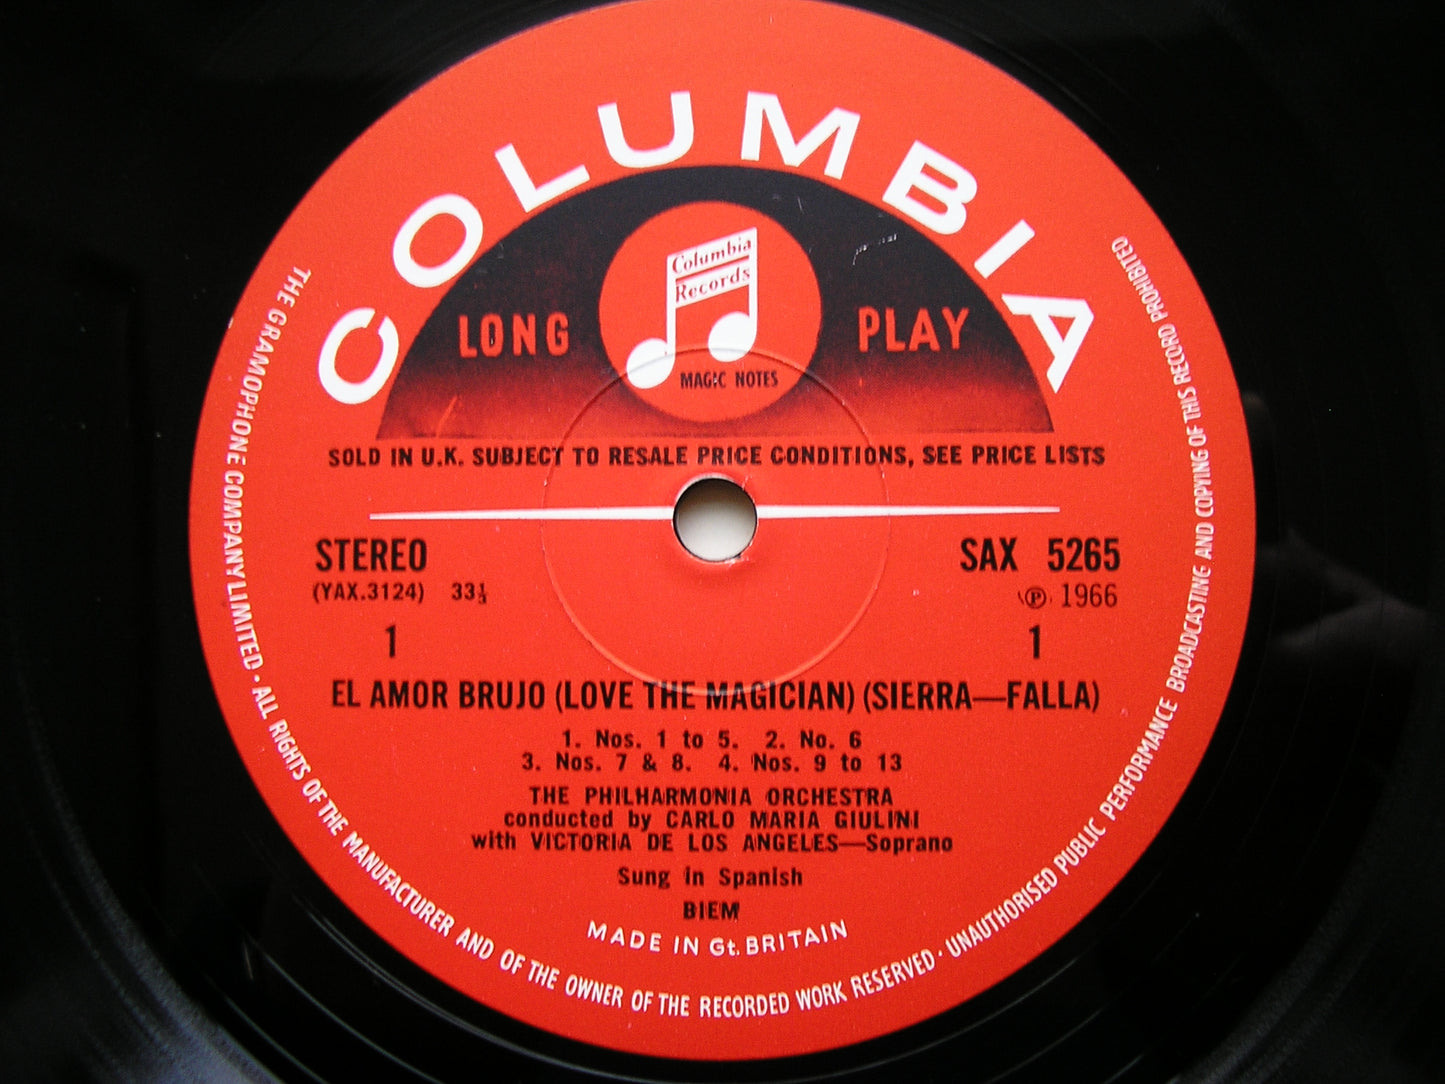 COLUMBIA
Columbia
Records
LONG PLAY
MAGIC NOTES
SOLD IN U.K. SUBJECT TO RESALE PRICE CONDITIONS, SEE PRICE LISTS
STEREO SAX 5265
(YAX.3124) 33⅓ ℗ 1966
1 1
EL AMOR BRUJO (LOVE THE MAGICIAN) (SIERRA—FALLA)
1. Nos. 1 to 5. 2. No. 6
3. Nos. 7 & 8. 4. Nos. 9 to 13
THE PHILHARMONIA ORCHESTRA
conducted by CARLO MARIA GIULINI
with VICTORIA DE LOS ANGELES—Soprano
Sung in Spanish
BIEM
MADE IN Gt. BRITAIN
THE GRAMOPHONE COMPANY LIMITED · ALL RIGHTS OF THE MANUFACTURER AND OF THE OWNER OF THE RECORDED WORK RESERVED · UNAUTHORISED PUBLIC PERFORMANCE BROADCASTING AND COPYING OF THIS RECORD PROHIBITED